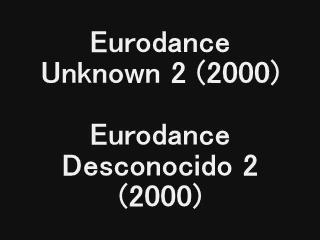 Eurodance
Unknown 2 (2000)
Eurodance
Desconocido 2
(2000)